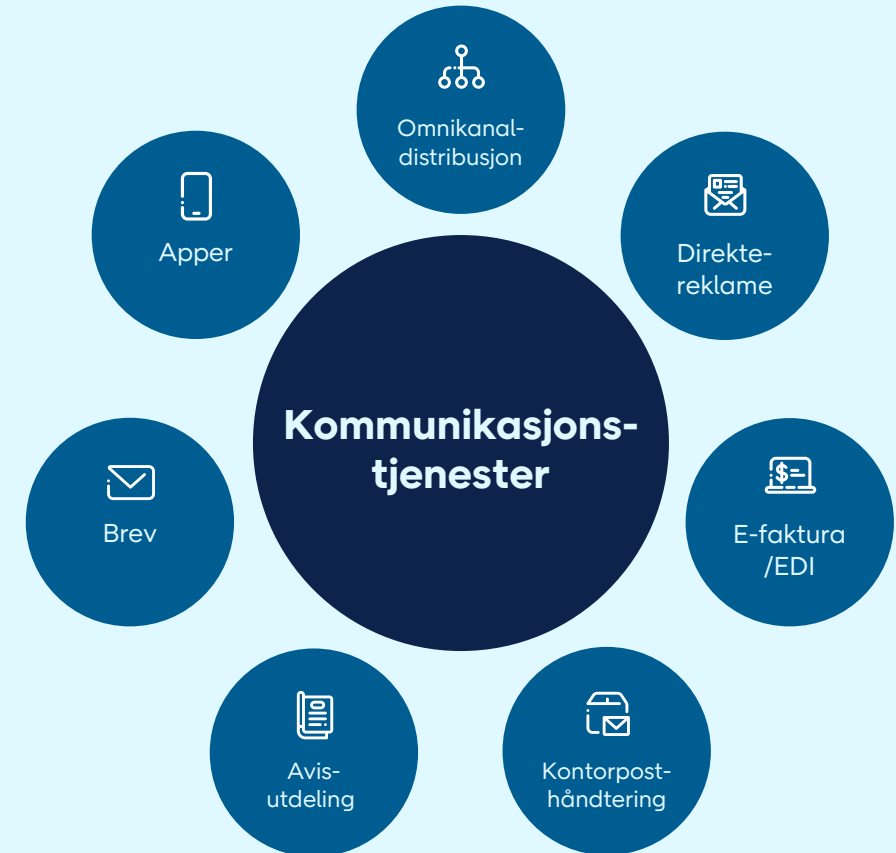 Omnikanal-
distribusjon
Direkte-
reklame
Apper
Kommunikasjons-
tjenester
Brev
E-faktura
/EDI
Avis-
utdeling
Kontorpost-
håndtering